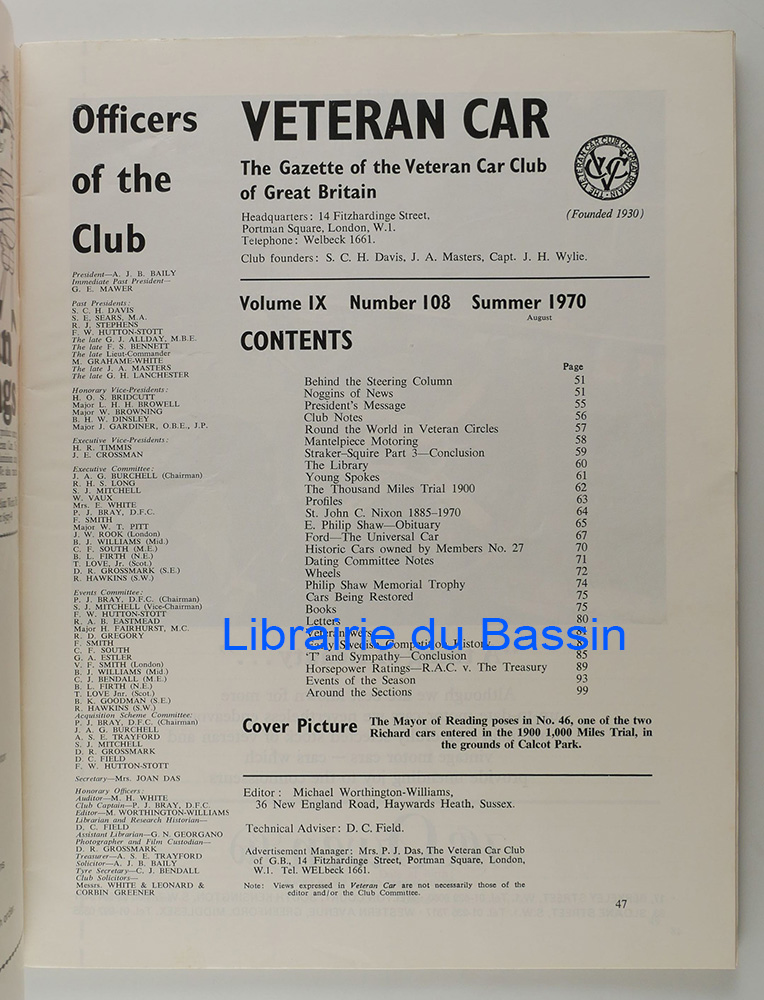 Officers
of the
Club
President—A. J. B. BAILY
Immediate Past President—
G. E. MAWER
Past Presidents:
S. C. H. DAVIS
S. E. SEARS, M.A.
R. J. STEPHENS
F. W. HUTTON-STOTT
The late G. J. ALLDAY, M.B.E.
The late F. S. BENNETT
The late Lieut-Commander
M. GRAHAME-WHITE
The late J. A. MASTERS
The late G. H. LANCHESTER
Honorary Vice-Presidents:
H. O. S. BRIDCUTT
Major L. H. H. BROWELL
Major W. BROWNING
B. H. W. DINSLEY
Major J. GARDINER, O.B.E., J.P.
Executive Vice-Presidents:
H. R. TIMMIS
J. E. CROSSMAN
Executive Committee:
J. A. G. BURCHELL (Chairman)
R. H. S. LONG
S. J. MITCHELL
W. VAUX
Mrs. E. WHITE
P. J. BRAY, D.F.C.
F. SMITH
Major W. T. PITT
J. W. ROOK (London)
B. J. WILLIAMS (Mid.)
C. F. SOUTH (M.E.)
B. L. FIRTH (N.E.)
T. LOVE, Jr. (Scot.)
D. R. GROSSMARK (S.E.)
R. HAWKINS (S.W.)
Events Committee:
P. J. BRAY, D.F.C. (Chairman)
S. J. MITCHELL (Vice-Chairman)
F. W. HUTTON-STOTT
R. A. B. EASTMEAD
Major H. FAIRHURST, M.C.
R. D. GREGORY
F. SMITH
C. F. SOUTH
G. A. ESTLER
V. F. SMITH (London)
B. J. WILLIAMS (Mid.)
C. J. BENDALL (M.E.)
B. L. FIRTH (N.E.)
T. LOVE Jnr. (Scot.)
B. K. GOODMAN (S.E.)
R. HAWKINS (S.W.)
Acquisition Scheme Committee:
P. J. BRAY, D.F.C. (Chairman)
J. A. G. BURCHELL
A. S. E. TRAYFORD
S. J. MITCHELL
D. R. GROSSMARK
D. C. FIELD
F. W. HUTTON-STOTT
Secretary—Mrs. JOAN DAS
Honorary Officers:
Auditor—M. H. WHITE
Club Captain—P. J. BRAY, D.F.C.
Editor—M. WORTHINGTON-WILLIAMS
Librarian and Research Historian—
D. C. FIELD
Assistant Librarian—G. N. GEORGANO
Photographer and Film Custodian—
D. R. GROSSMARK
Treasurer—A. S. E. TRAYFORD
Solicitor—A. J. B. BAILY
Tyre Secretary—C. J. BENDALL
Club Solicitors—
Messrs. WHITE & LEONARD &
CORBIN GREENER
VETERAN CAR
The Gazette of the Veteran Car Club
of Great Britain
THE VETERAN CAR CLUB OF GREAT BRITAIN
VCC
(Founded 1930)
Headquarters: 14 Fitzhardinge Street,
Portman Square, London, W.1.
Telephone: Welbeck 1661.
Club founders: S. C. H. Davis, J. A. Masters, Capt. J. H. Wylie.
Volume IX Number 108 Summer 1970
August
CONTENTS
Page
Behind the Steering Column 51
Noggins of News 51
President's Message 55
Club Notes 56
Round the World in Veteran Circles 57
Mantelpiece Motoring 58
Straker-Squire Part 3—Conclusion 59
The Library 60
Young Spokes 61
The Thousand Miles Trial 1900 62
Profiles 63
St. John C. Nixon 1885–1970 64
E. Philip Shaw—Obituary 65
Ford—The Universal Car 67
Historic Cars owned by Members No. 27 70
Dating Committee Notes 71
Wheels 72
Philip Shaw Memorial Trophy 74
Cars Being Restored 75
Books 75
Letters 80
Librairie du Bassin
Swedish Competition
'T' and Sympathy—Conclusion 85
Horsepower Ratings—R.A.C. v. The Treasury 89
Events of the Season 93
Around the Sections 99
Cover Picture The Mayor of Reading poses in No. 46, one of the two
Richard cars entered in the 1900 1,000 Miles Trial, in
the grounds of Calcot Park.
Editor: Michael Worthington-Williams,
36 New England Road, Haywards Heath, Sussex.
Technical Adviser: D. C. Field.
Advertisement Manager: Mrs. P. J. Das, The Veteran Car Club
of G.B., 14 Fitzhardinge Street, Portman Square, London,
W.1. Tel. WELbeck 1661.
Note: Views expressed in Veteran Car are not necessarily those of the
editor and/or the Club Committee.
47